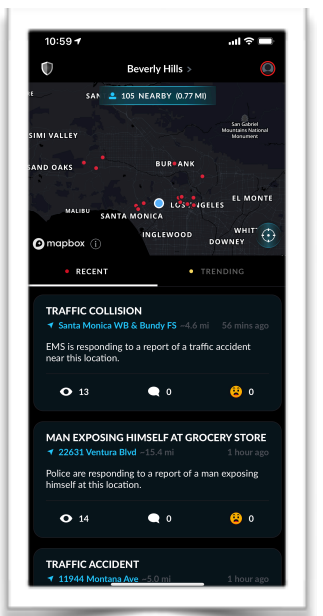 10:59
Beverly Hills >
SAN
105 NEARBY (0.77 MI)
San Gabriel
Mountains National
Monument
SIMI VALLEY
SAND OAKS
BURBANK
MALIBU
LOS ANGELES
EL MONTE
SANTA MONICA
INGLEWOOD
WHIT
DOWNEY
mapbox
RECENT
TRENDING
TRAFFIC COLLISION
Santa Monica WB & Bundy FS ~4.6 mi 56 mins ago
EMS is responding to a report of a traffic accident
near this location.
13 0 0
MAN EXPOSING HIMSELF AT GROCERY STORE
22631 Ventura Blvd ~15.4 mi 1 hour ago
Police are responding to a report of a man exposing
himself at this location.
14 0 0
TRAFFIC ACCIDENT
11944 Montana Ave ~5.0 mi 1 hour ago